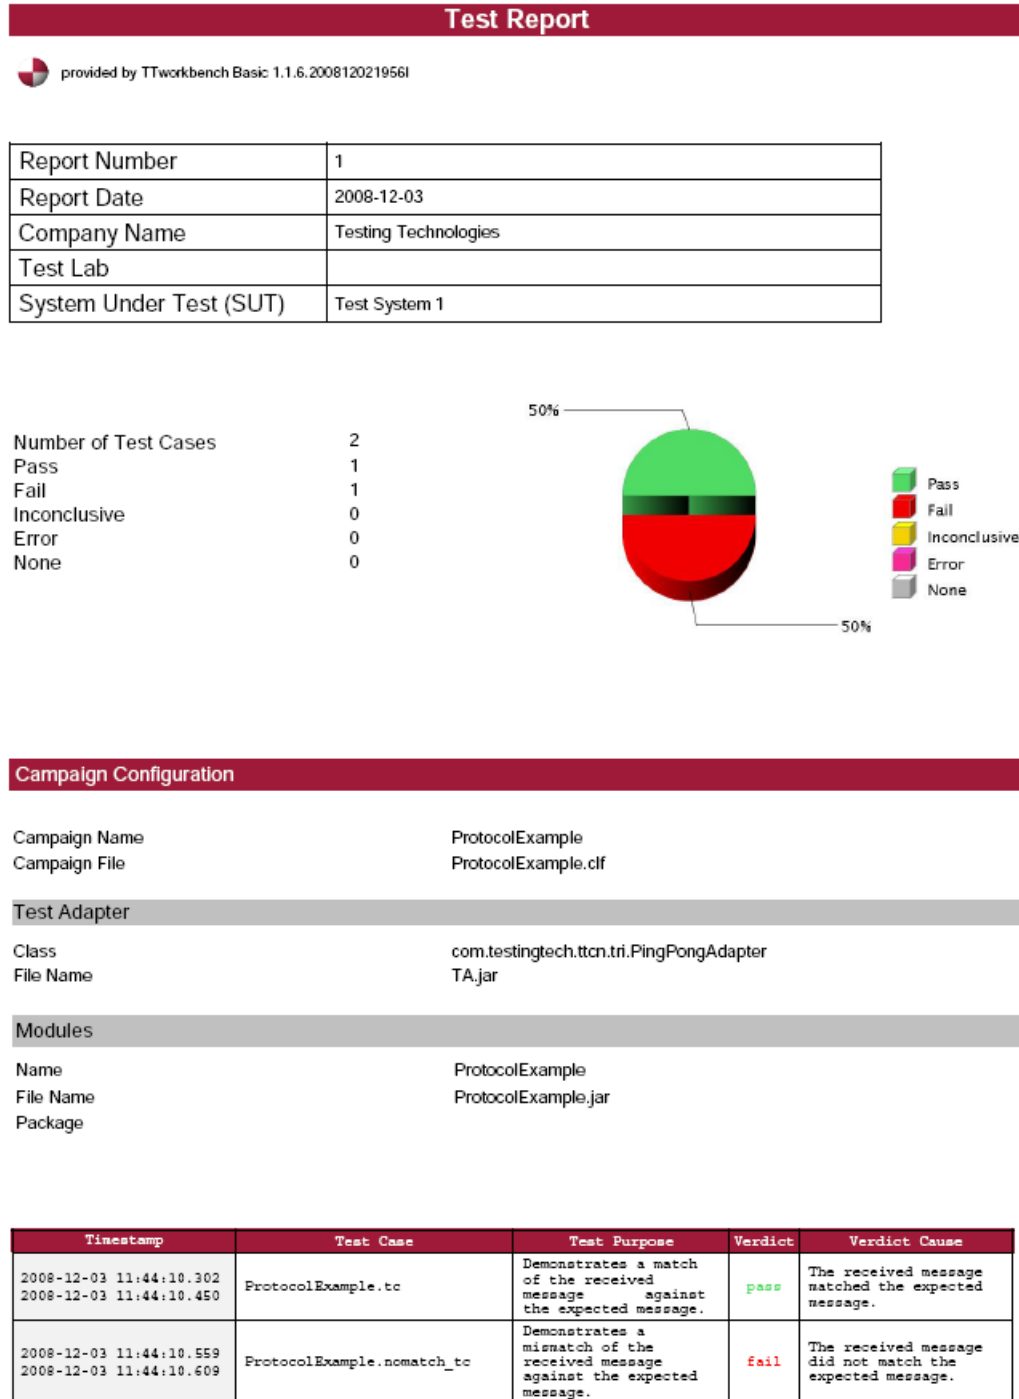 Test Report
provided by TTworkbench Basic 1.1.6.200812021956I
Report Number 1
Report Date 2008-12-03
Company Name Testing Technologies
Test Lab
System Under Test (SUT) Test System 1
50%
Number of Test Cases 2
Pass 1
Fail 1
Inconclusive 0
Error 0
None 0
Pass
Fail
Inconclusive
Error
None
50%
Campaign Configuration
Campaign Name ProtocolExample
Campaign File ProtocolExample.clf
Test Adapter
Class com.testingtech.ttcn.tri.PingPongAdapter
File Name TA.jar
Modules
Name ProtocolExample
File Name ProtocolExample.jar
Package
Timestamp Test Case Test Purpose Verdict Verdict Cause
2008-12-03 11:44:10.302
2008-12-03 11:44:10.450
ProtocolExample.tc
Demonstrates a match
of the received
message against
the expected message.
pass
The received message
matched the expected
message.
2008-12-03 11:44:10.559
2008-12-03 11:44:10.609
ProtocolExample.nomatch_tc
Demonstrates a
mismatch of the
received message
against the expected
message.
fail
The received message
did not match the
expected message.